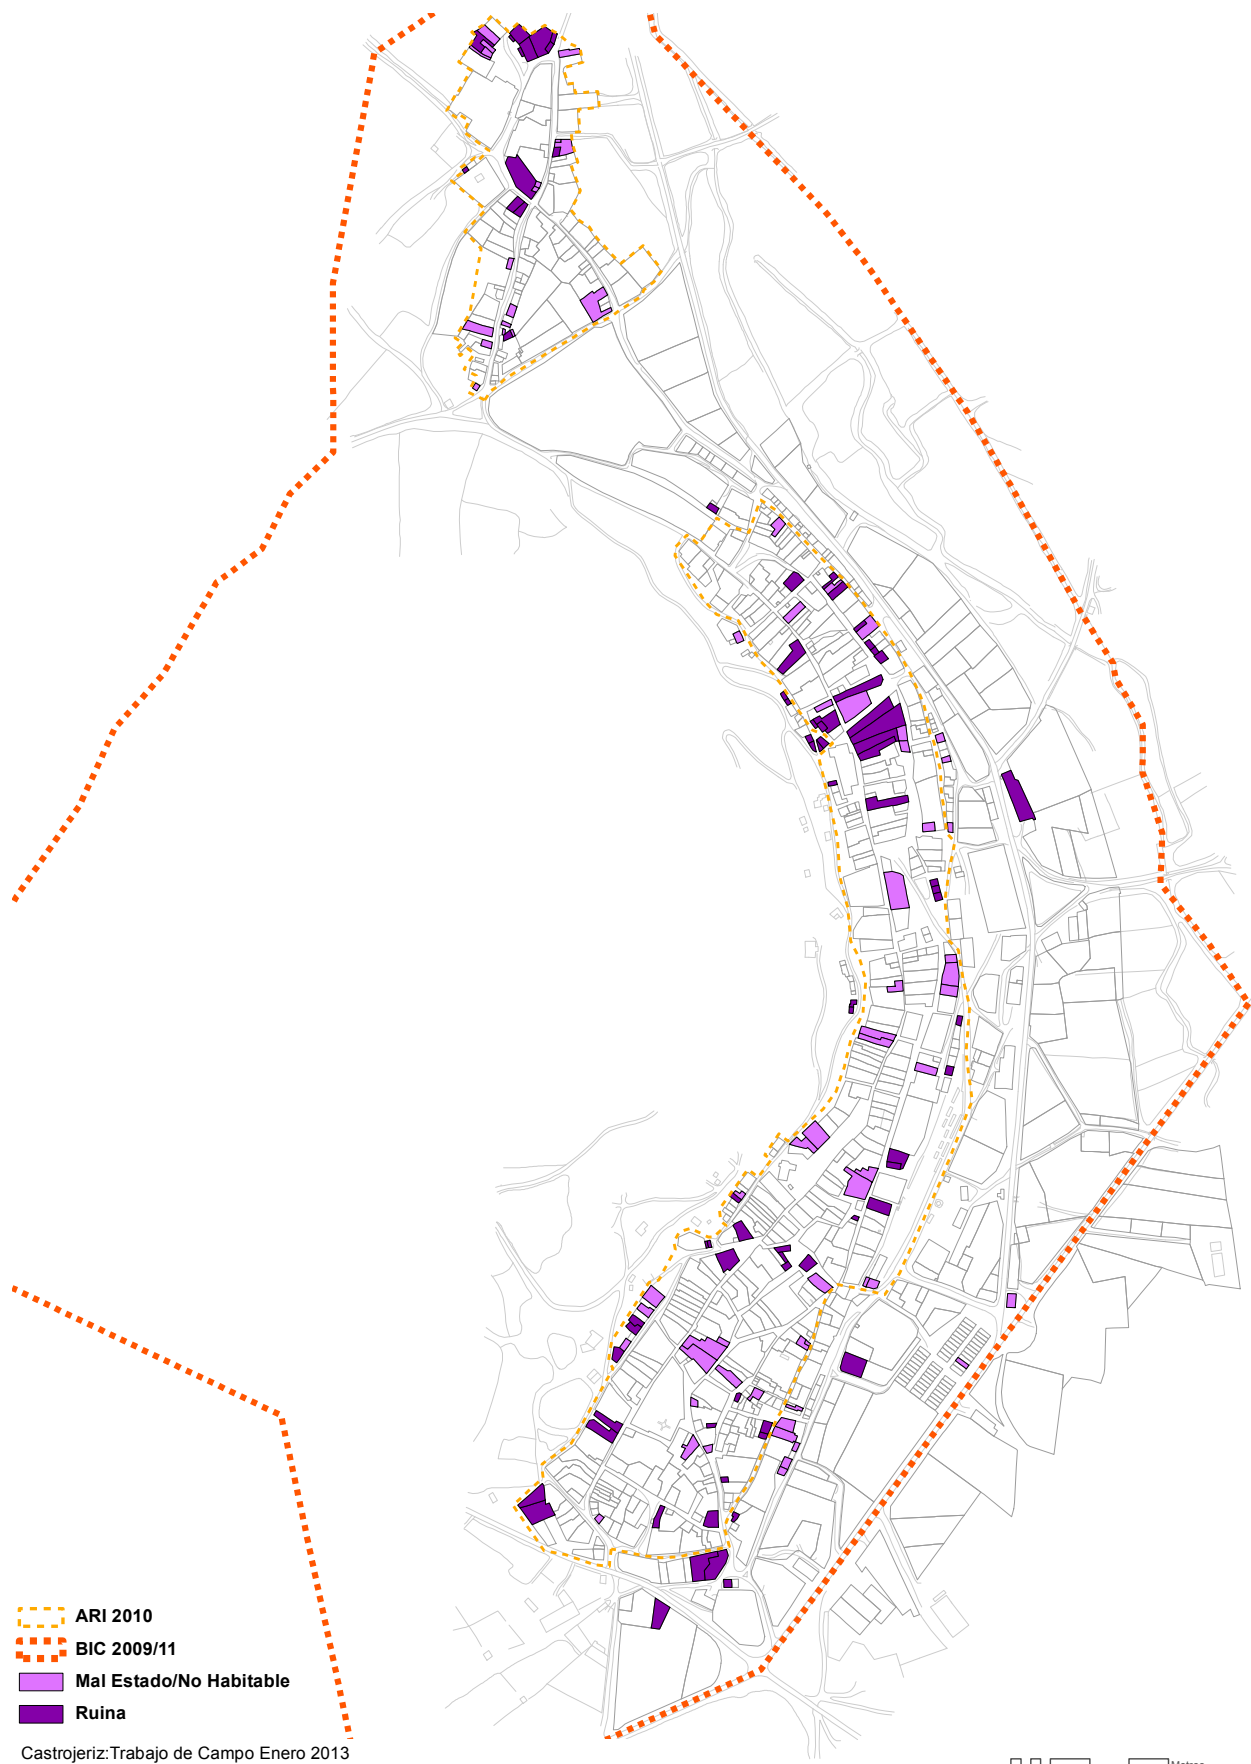 ARI 2010
BIC 2009/11
Mal Estado/No Habitable
Ruina
Castrojeriz:Trabajo de Campo Enero 2013